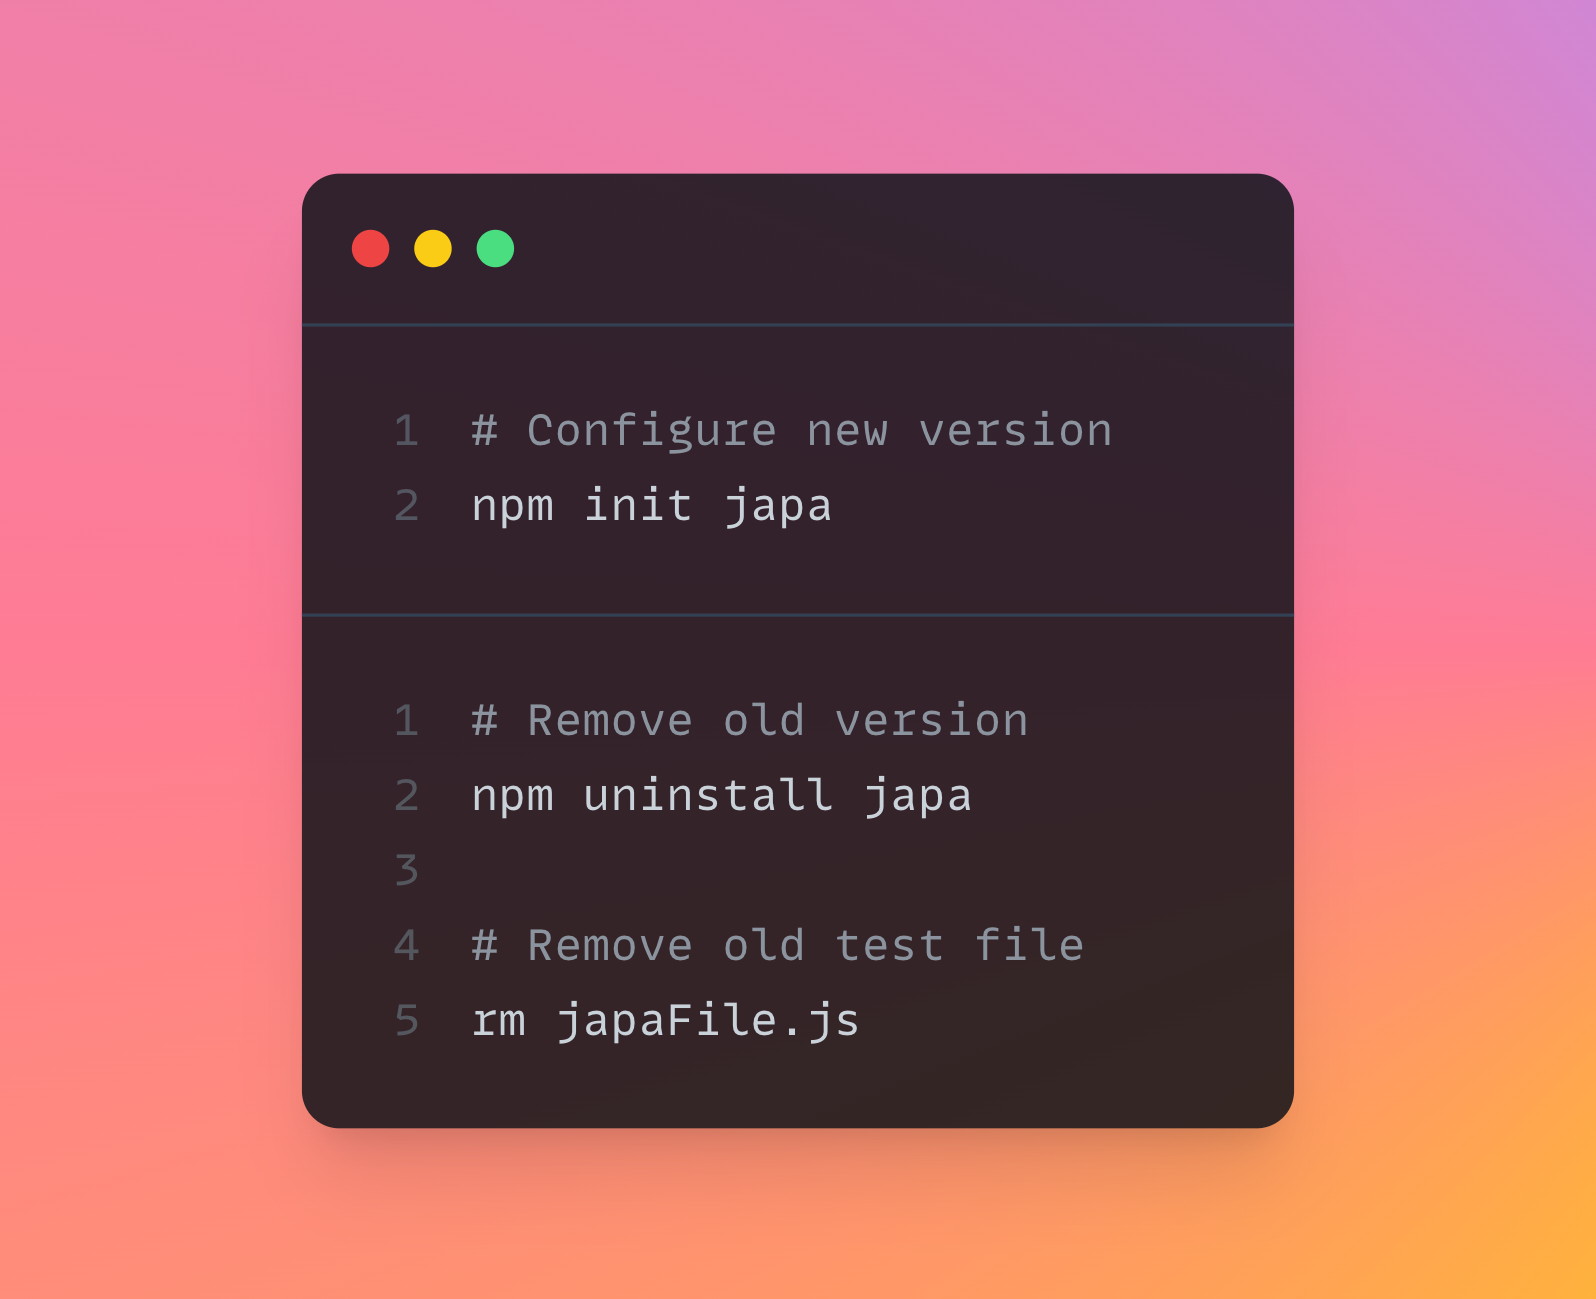 1 # Configure new version
2 npm init japa
1 # Remove old version
2 npm uninstall japa
3
4 # Remove old test file
5 rm japaFile.js